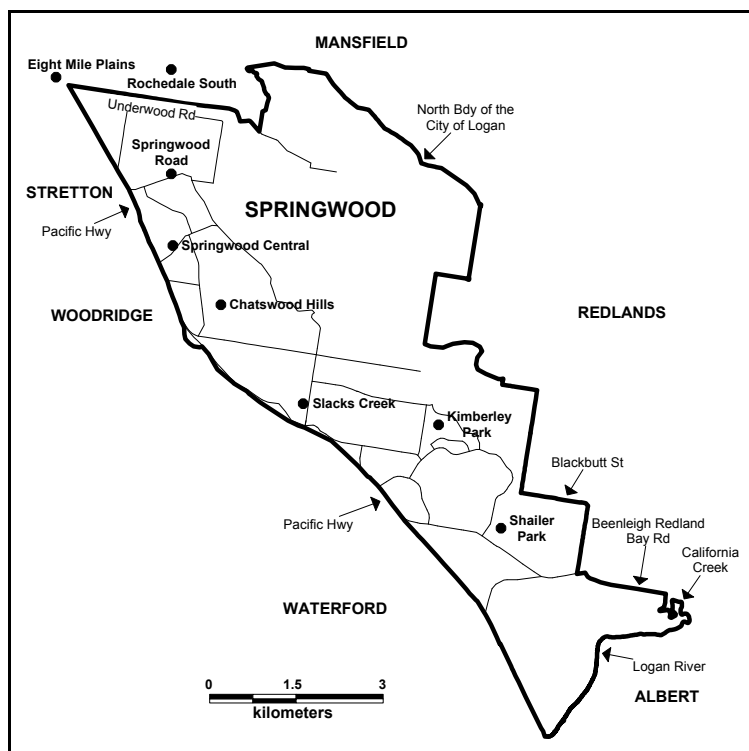 MANSFIELD
Eight Mile Plains
Rochedale South
North Bdy of the
City of Logan
Underwood Rd
Springwood
Road
STRETTON
SPRINGWOOD
Pacific Hwy
Springwood Central
Chatswood Hills
WOODRIDGE
REDLANDS
Slacks Creek
Kimberley
Park
Blackbutt St
Pacific Hwy
Shailer
Park
Beenleigh Redland
Bay Rd
California
Creek
WATERFORD
Logan River
ALBERT
0 1.5 3
kilometers